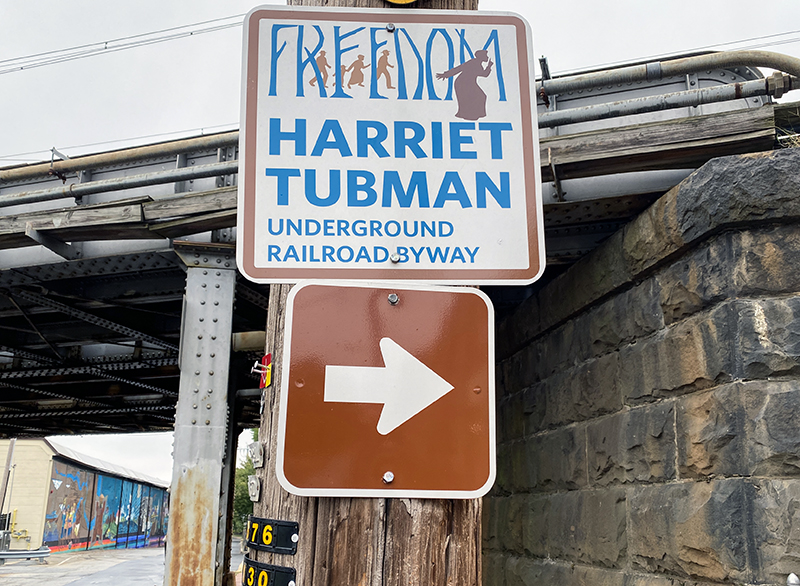 FREEDOM
HARRIET
TUBMAN
UNDERGROUND
RAILROAD BYWAY
76
30